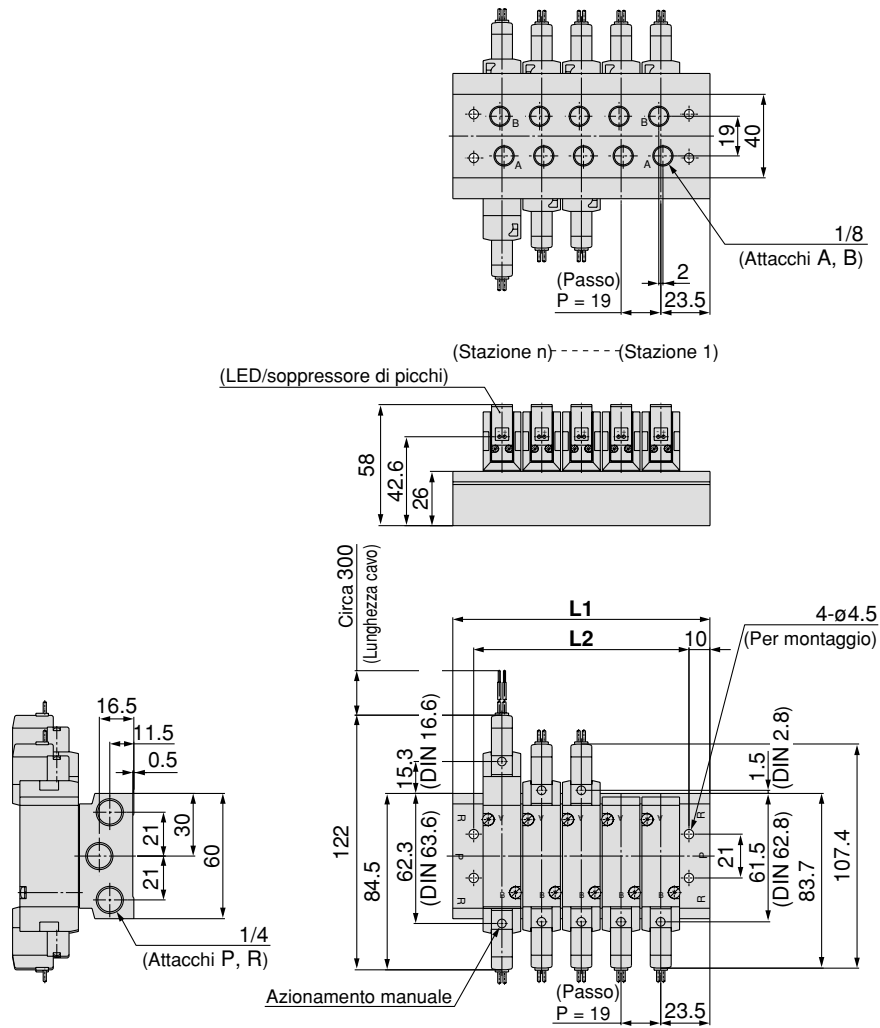 B
B
A
A
19
40
1/8
(Attacchi A, B)
(Passo)
P = 19
2
23.5
(Stazione n)
(Stazione 1)
(LED/soppressore di picchi)
58
42.6
26
Circa 300
(Lunghezza cavo)
L1
L2
10
4-ø4.5
(Per montaggio)
16.5
11.5
0.5
21
21
30
60
1/4
(Attacchi P, R)
122
84.5
15.3
(DIN 16.6)
62.3
(DIN 63.6)
R
P
R
V
B
B
R
P
R
21
1.5
(DIN 2.8)
61.5
(DIN 62.8)
83.7
107.4
Azionamento manuale
(Passo)
P = 19
23.5